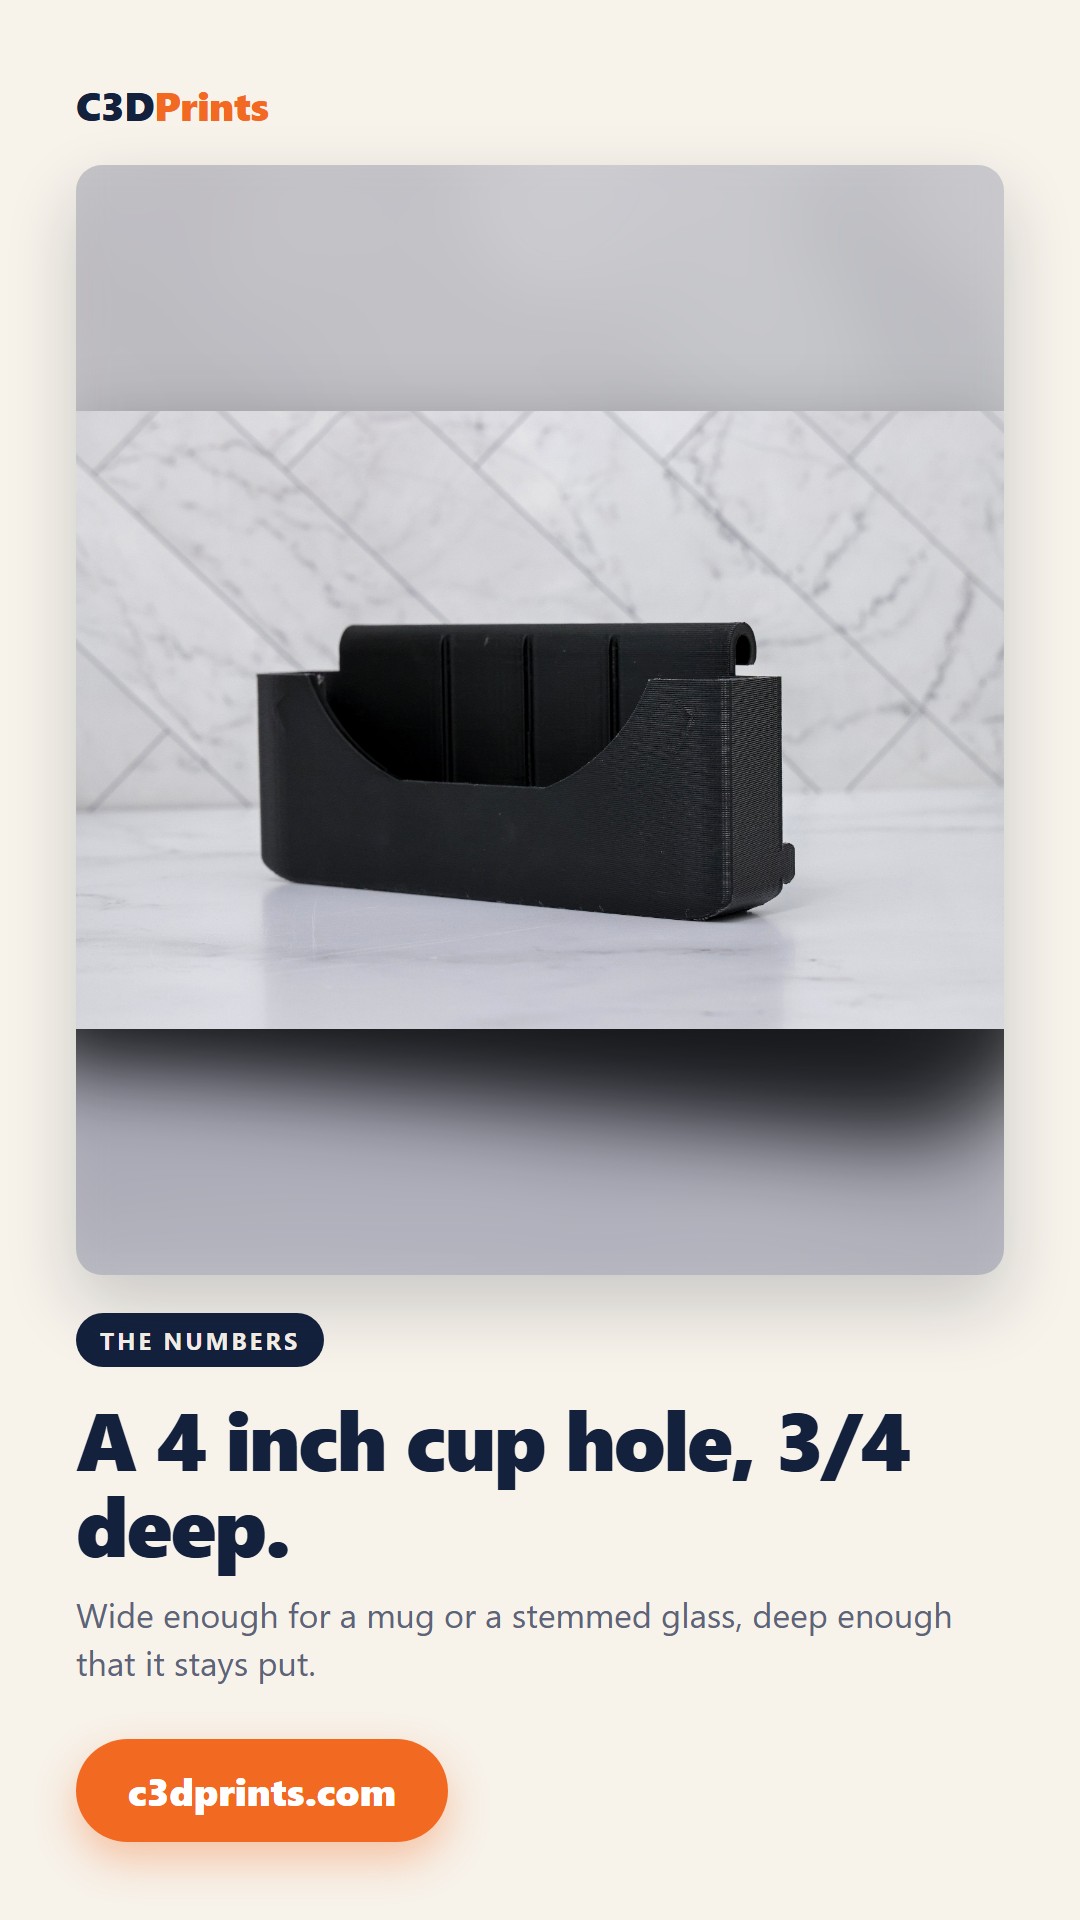 C3DPrints
THE NUMBERS
A 4 inch cup hole, 3/4
deep.
Wide enough for a mug or a stemmed glass, deep enough
that it stays put.
c3dprints.com